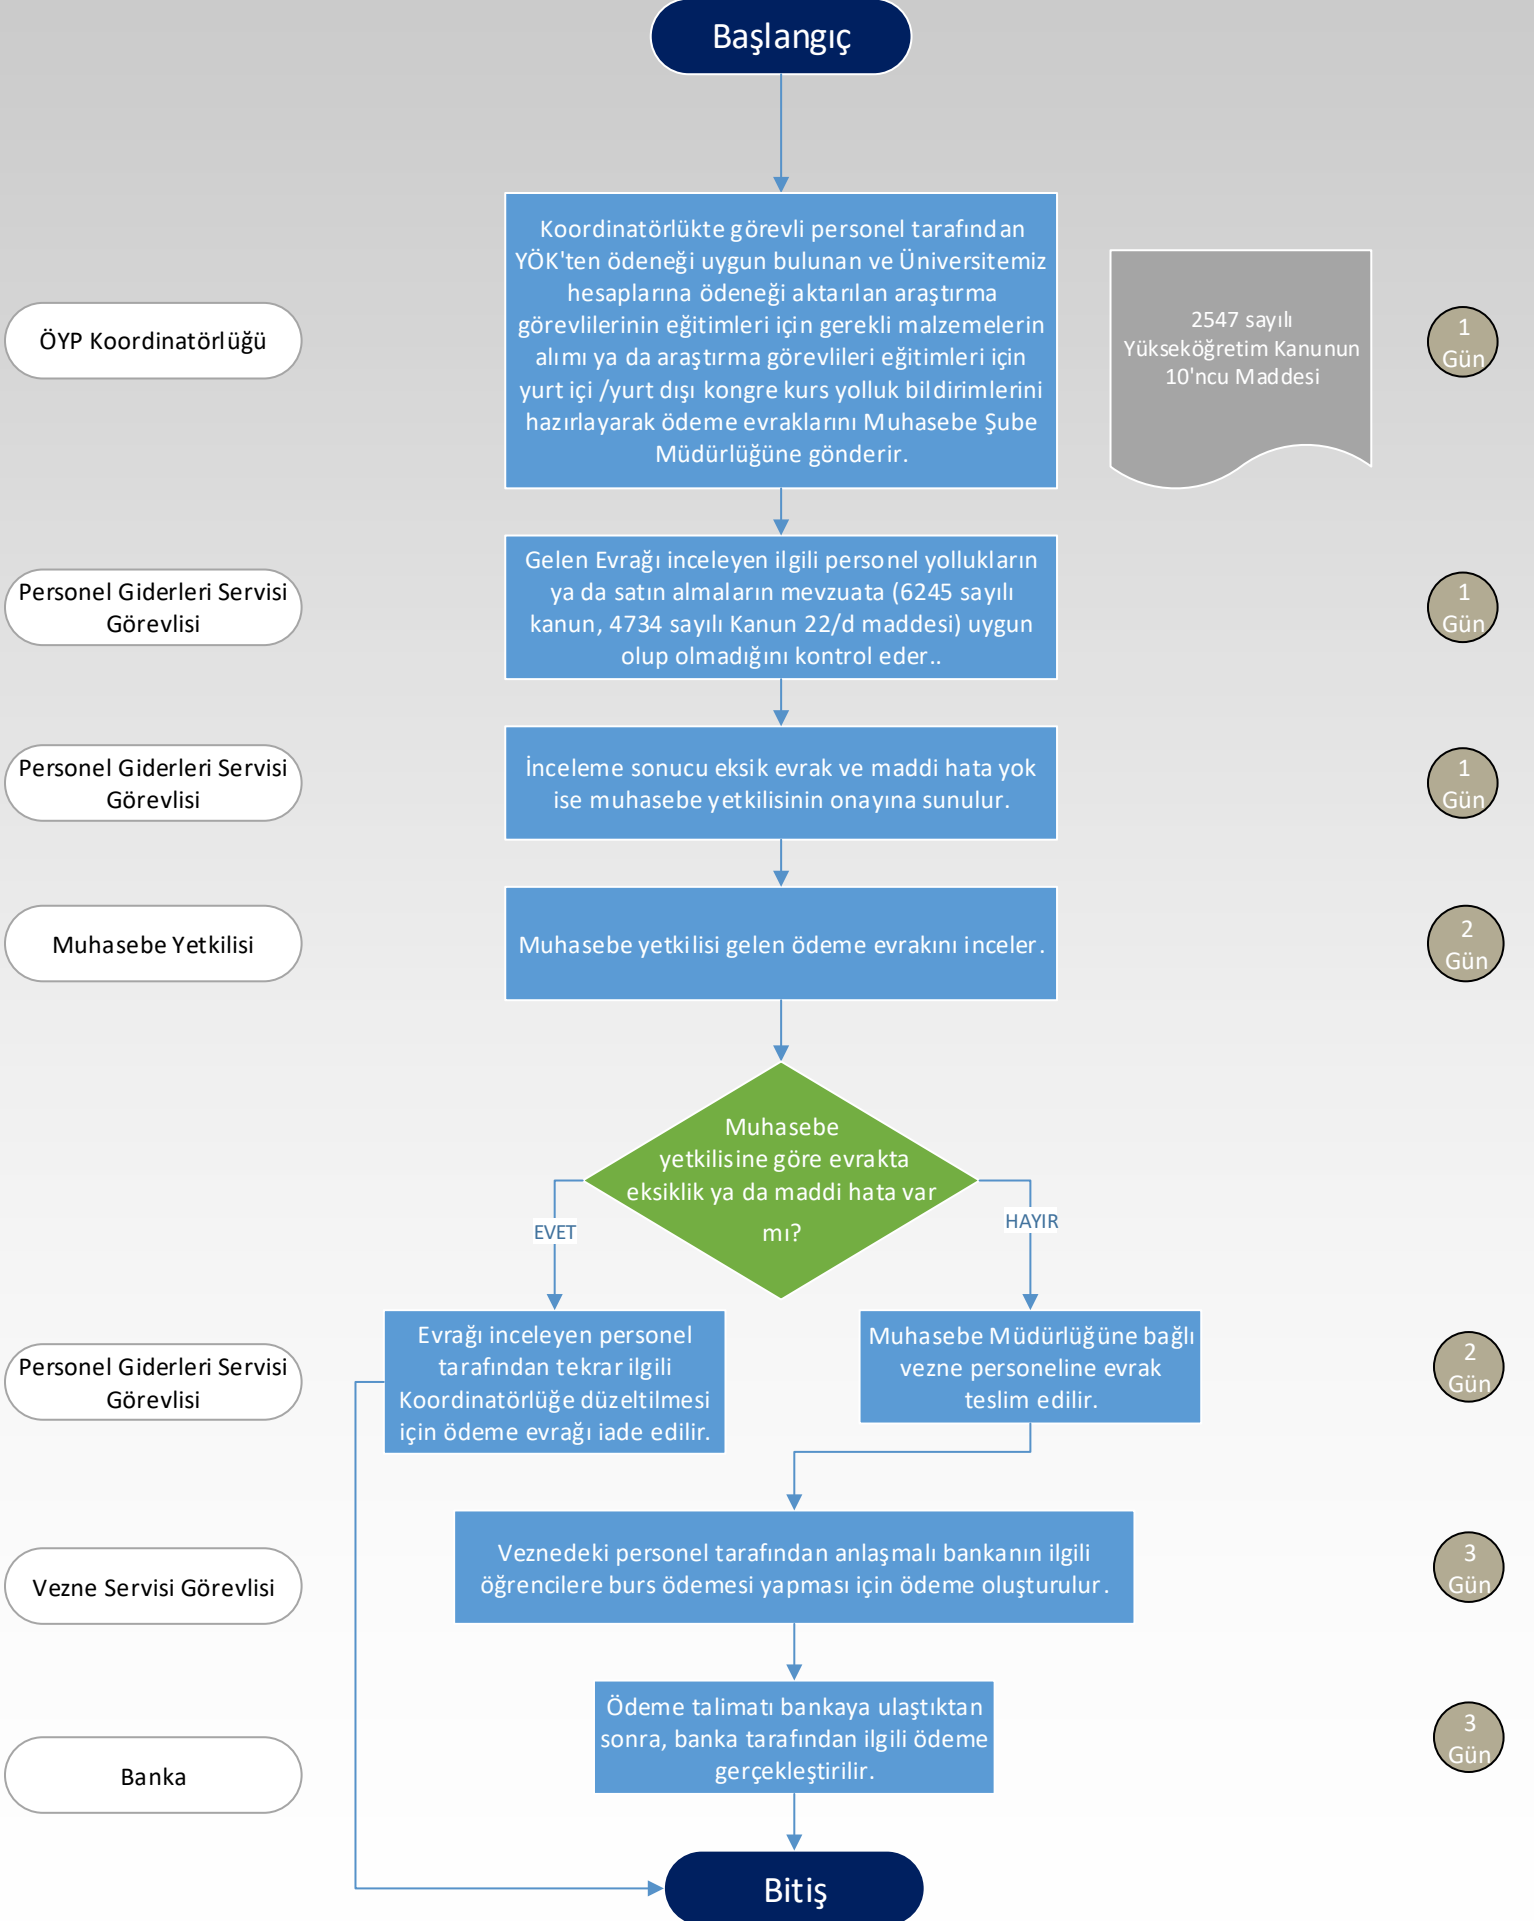 Başlangıç
ÖYP Koordinatörlüğü
Koordinatörlükte görevli personel tarafından
YÖK'ten ödeneği uygun bulunan ve Üniversitemiz
hesaplarına ödeneği aktarılan araştırma
görevlilerinin eğitimleri için gerekli malzemelerin
alımı ya da araştırma görevlileri eğitimleri için
yurt içi /yurt dışı kongre kurs yolluk bildirimlerini
hazırlayarak ödeme evraklarını Muhasebe Şube
Müdürlüğüne gönderir.
2547 sayılı
Yükseköğretim Kanunun
10'ncu Maddesi
1
Gün
Personel Giderleri Servisi
Görevlisi
Gelen Evrağı inceleyen ilgili personel yollukların
ya da satın almaların mevzuata (6245 sayılı
kanun, 4734 sayılı Kanun 22/d maddesi) uygun
olup olmadığını kontrol eder..
1
Gün
Personel Giderleri Servisi
Görevlisi
İnceleme sonucu eksik evrak ve maddi hata yok
ise muhasebe yetkilisinin onayına sunulur.
1
Gün
Muhasebe Yetkilisi
Muhasebe yetkilisi gelen ödeme evrakını inceler.
2
Gün
Muhasebe
yetkilisine göre evrakta
eksiklik ya da maddi hata var
mı?
EVET
HAYIR
Personel Giderleri Servisi
Görevlisi
Evrağı inceleyen personel
tarafından tekrar ilgili
Koordinatörlüğe düzeltilmesi
için ödeme evrağı iade edilir.
Muhasebe Müdürlüğüne bağlı
vezne personeline evrak
teslim edilir.
2
Gün
Vezne Servisi Görevlisi
Veznedeki personel tarafından anlaşmalı bankanın ilgili
öğrencilere burs ödemesi yapması için ödeme oluşturulur.
3
Gün
Banka
Ödeme talimatı bankaya ulaştıktan
sonra, banka tarafından ilgili ödeme
gerçekleştirilir.
3
Gün
Bitiş